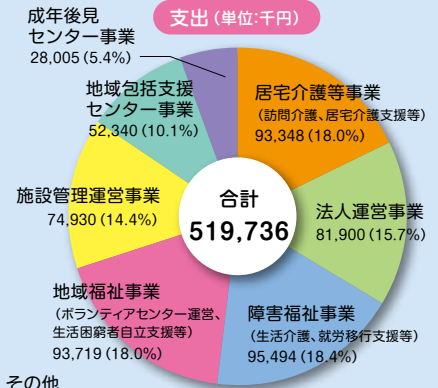 支出(単位:千円)
成年後見
センター事業
28,005(5.4%)
地域包括支援
センター事業
52,340(10.1%)
居宅介護等事業
(訪問介護、居宅介護支援等)
93,348(18.0%)
施設管理運営事業
74,930(14.4%)
合計
519,736
法人運営事業
81,900(15.7%)
地域福祉事業
(ボランティアセンター運営、
生活困窮者自立支援等)
93,719(18.0%)
障害福祉事業
(生活介護、就労移行支援等)
95,494(18.4%)
その他